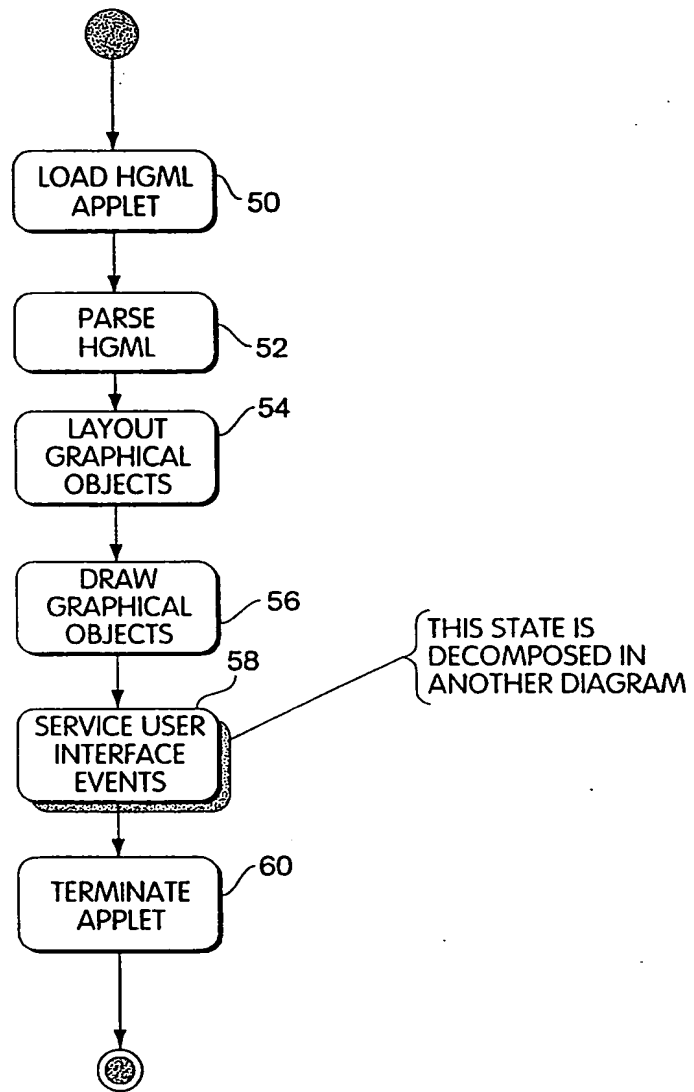 LOAD HGML
APPLET
50
PARSE
HGML
52
54
LAYOUT
GRAPHICAL
OBJECTS
DRAW
GRAPHICAL
OBJECTS
56
58
THIS STATE IS
DECOMPOSED IN
ANOTHER DIAGRAM
SERVICE USER
INTERFACE
EVENTS
60
TERMINATE
APPLET